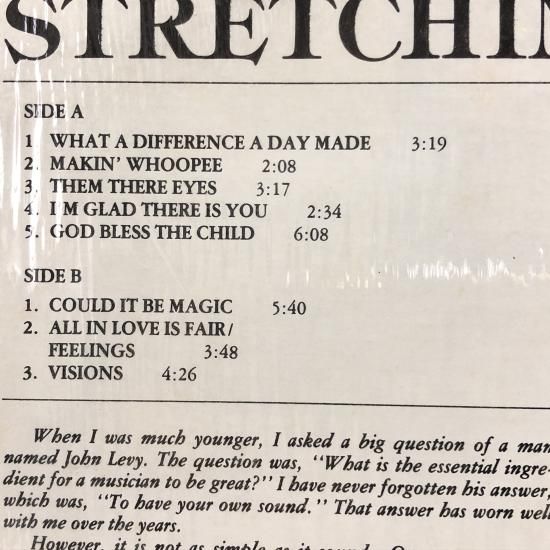 STRETCHIN
SIDE A
1. WHAT A DIFFERENCE A DAY MADE 3:19
2. MAKIN' WHOOPEE 2:08
3. THEM THERE EYES 3:17
4. I'M GLAD THERE IS YOU 2:34
5. GOD BLESS THE CHILD 6:08
SIDE B
1. COULD IT BE MAGIC 5:40
2. ALL IN LOVE IS FAIR/
FEELINGS 3:48
3. VISIONS 4:26
When I was much younger, I asked a big question of a man
named John Levy. The question was, "What is the essential ingre-
dient for a musician to be great?" I have never forgotten his answer,
which was, "To have your own sound." That answer has worn well
with me over the years.
However, it is not as simple as it sound